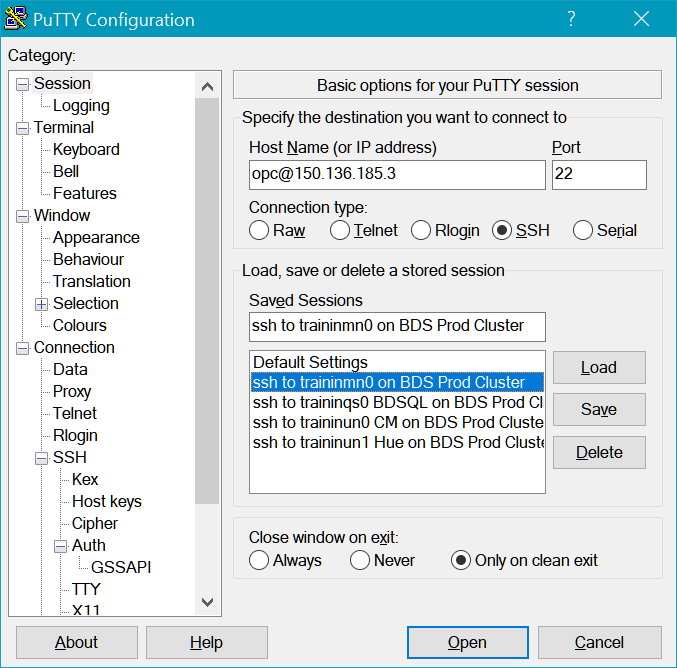 PuTTY Configuration
?
Category:
Session
Logging
Terminal
Keyboard
Bell
Features
Window
Appearance
Behaviour
Translation
Selection
Colours
Connection
Data
Proxy
Telnet
Rlogin
SSH
Kex
Host keys
Cipher
Auth
GSSAPI
TTY
X11
Basic options for your PuTTY session
Specify the destination you want to connect to
Host Name (or IP address) Port
opc@150.136.185.3 22
Connection type:
Raw Telnet Rlogin SSH Serial
Load, save or delete a stored session
Saved Sessions
ssh to traininmn0 on BDS Prod Cluster
Default Settings
ssh to traininmn0 on BDS Prod Cluster
ssh to traininqs0 BDSQL on BDS Prod Cl
ssh to traininun0 CM on BDS Prod Cluste
ssh to traininun1 Hue on BDS Prod Cluste
Load
Save
Delete
Close window on exit:
Always Never Only on clean exit
About Help Open Cancel